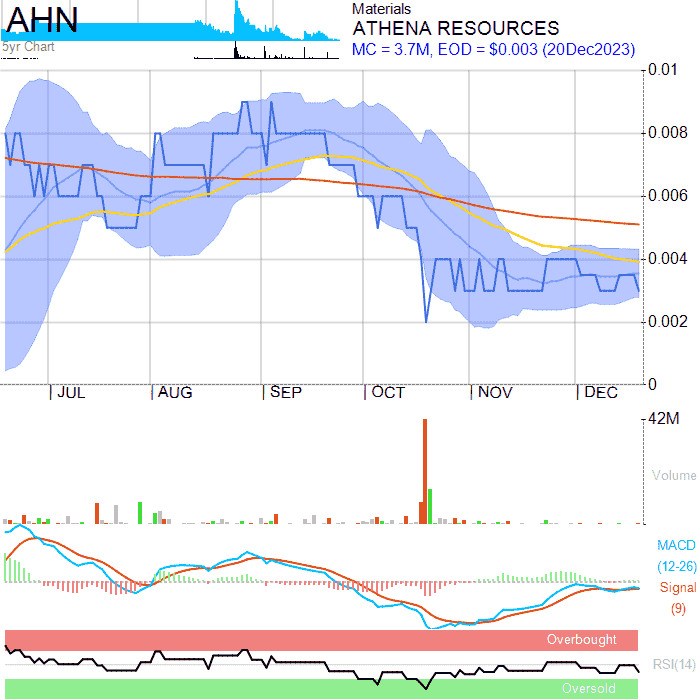 AHN
5yr Chart
Materials
ATHENA RESOURCES
MC = 3.7M, EOD = $0.003 (20Dec2023)
0.01
0.008
0.006
0.004
0.002
0
JUL
AUG
SEP
OCT
NOV
DEC
42M
Volume
MACD
(12-26)
Signal
(9)
Overbought
RSI(14)
Oversold